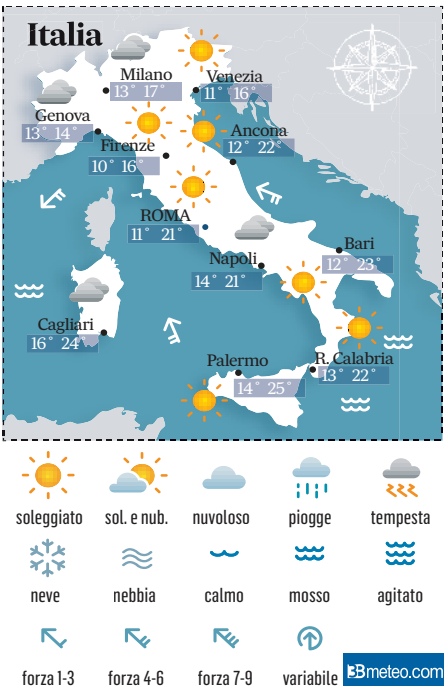 Italia
Milano
13° 17°
Venezia
11° 16°
Genova
13° 14°
Ancona
12° 22°
Firenze
10° 16°
ROMA
11° 21°
Bari
12° 23°
Napoli
14° 21°
Cagliari
16° 24°
Palermo
14° 25°
R. Calabria
13° 22°
soleggiato sol. e nub. nuvoloso piogge tempesta
neve nebbia calmo mosso agitato
forza 1-3 forza 4-6 forza 7-9 variabile
3Bmeteo.com